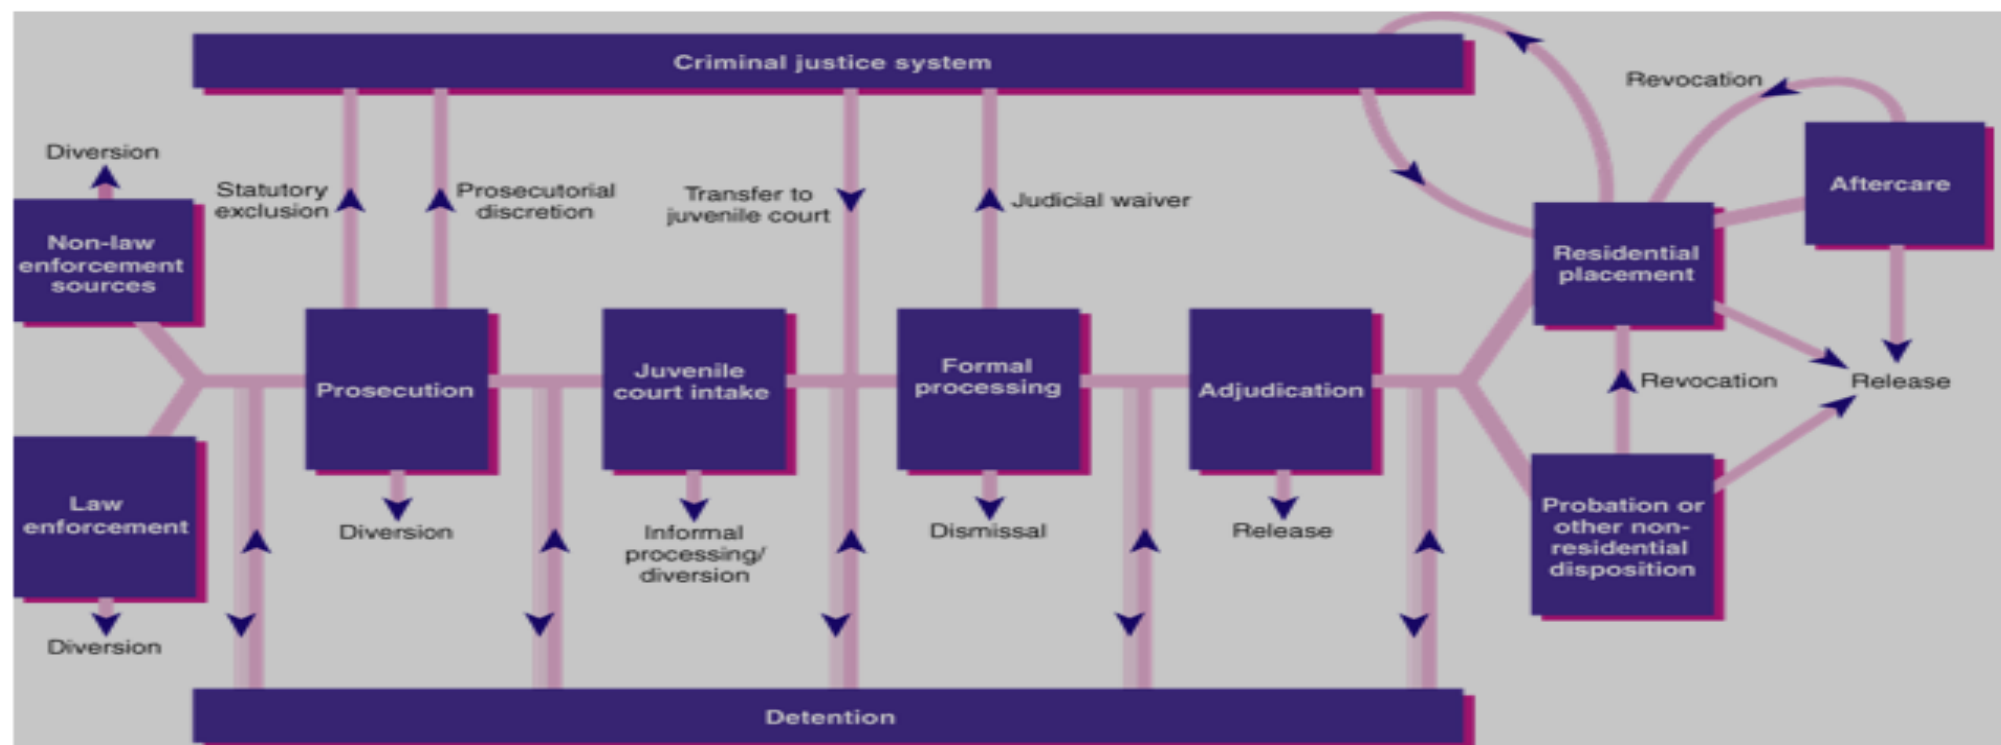 Criminal justice system
Revocation
Diversion
Aftercare
Statutory
exclusion
Prosecutorial
discretion
Transfer to
juvenile court
Judicial waiver
Non-law
enforcement
sources
Residential
placement
Prosecution
Juvenile
court intake
Formal
processing
Adjudication
Revocation
Release
Law
enforcement
Diversion
Informal
processing/
diversion
Dismissal
Release
Probation or
other non-
residential
disposition
Diversion
Detention